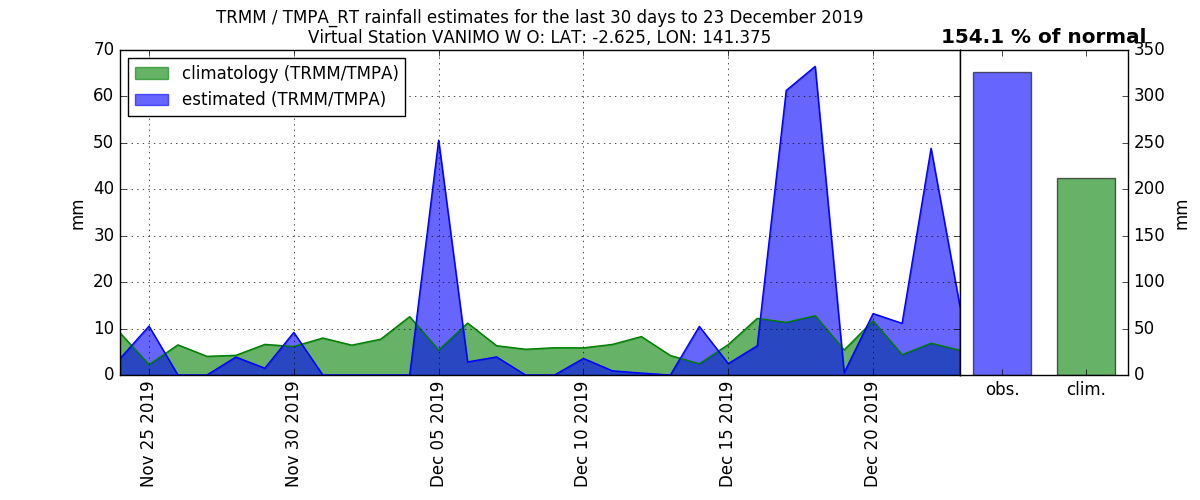 TRMM / TMPA_RT rainfall estimates for the last 30 days to 23 December 2019
Virtual Station VANIMO W O: LAT: -2.625, LON: 141.375
154.1 % of normal
climatology (TRMM/TMPA)
estimated (TRMM/TMPA)
70
60
50
40
30
20
10
0
mm
350
300
250
200
150
100
50
0
mm
Nov 25 2019
Nov 30 2019
Dec 05 2019
Dec 10 2019
Dec 15 2019
Dec 20 2019
obs.
clim.